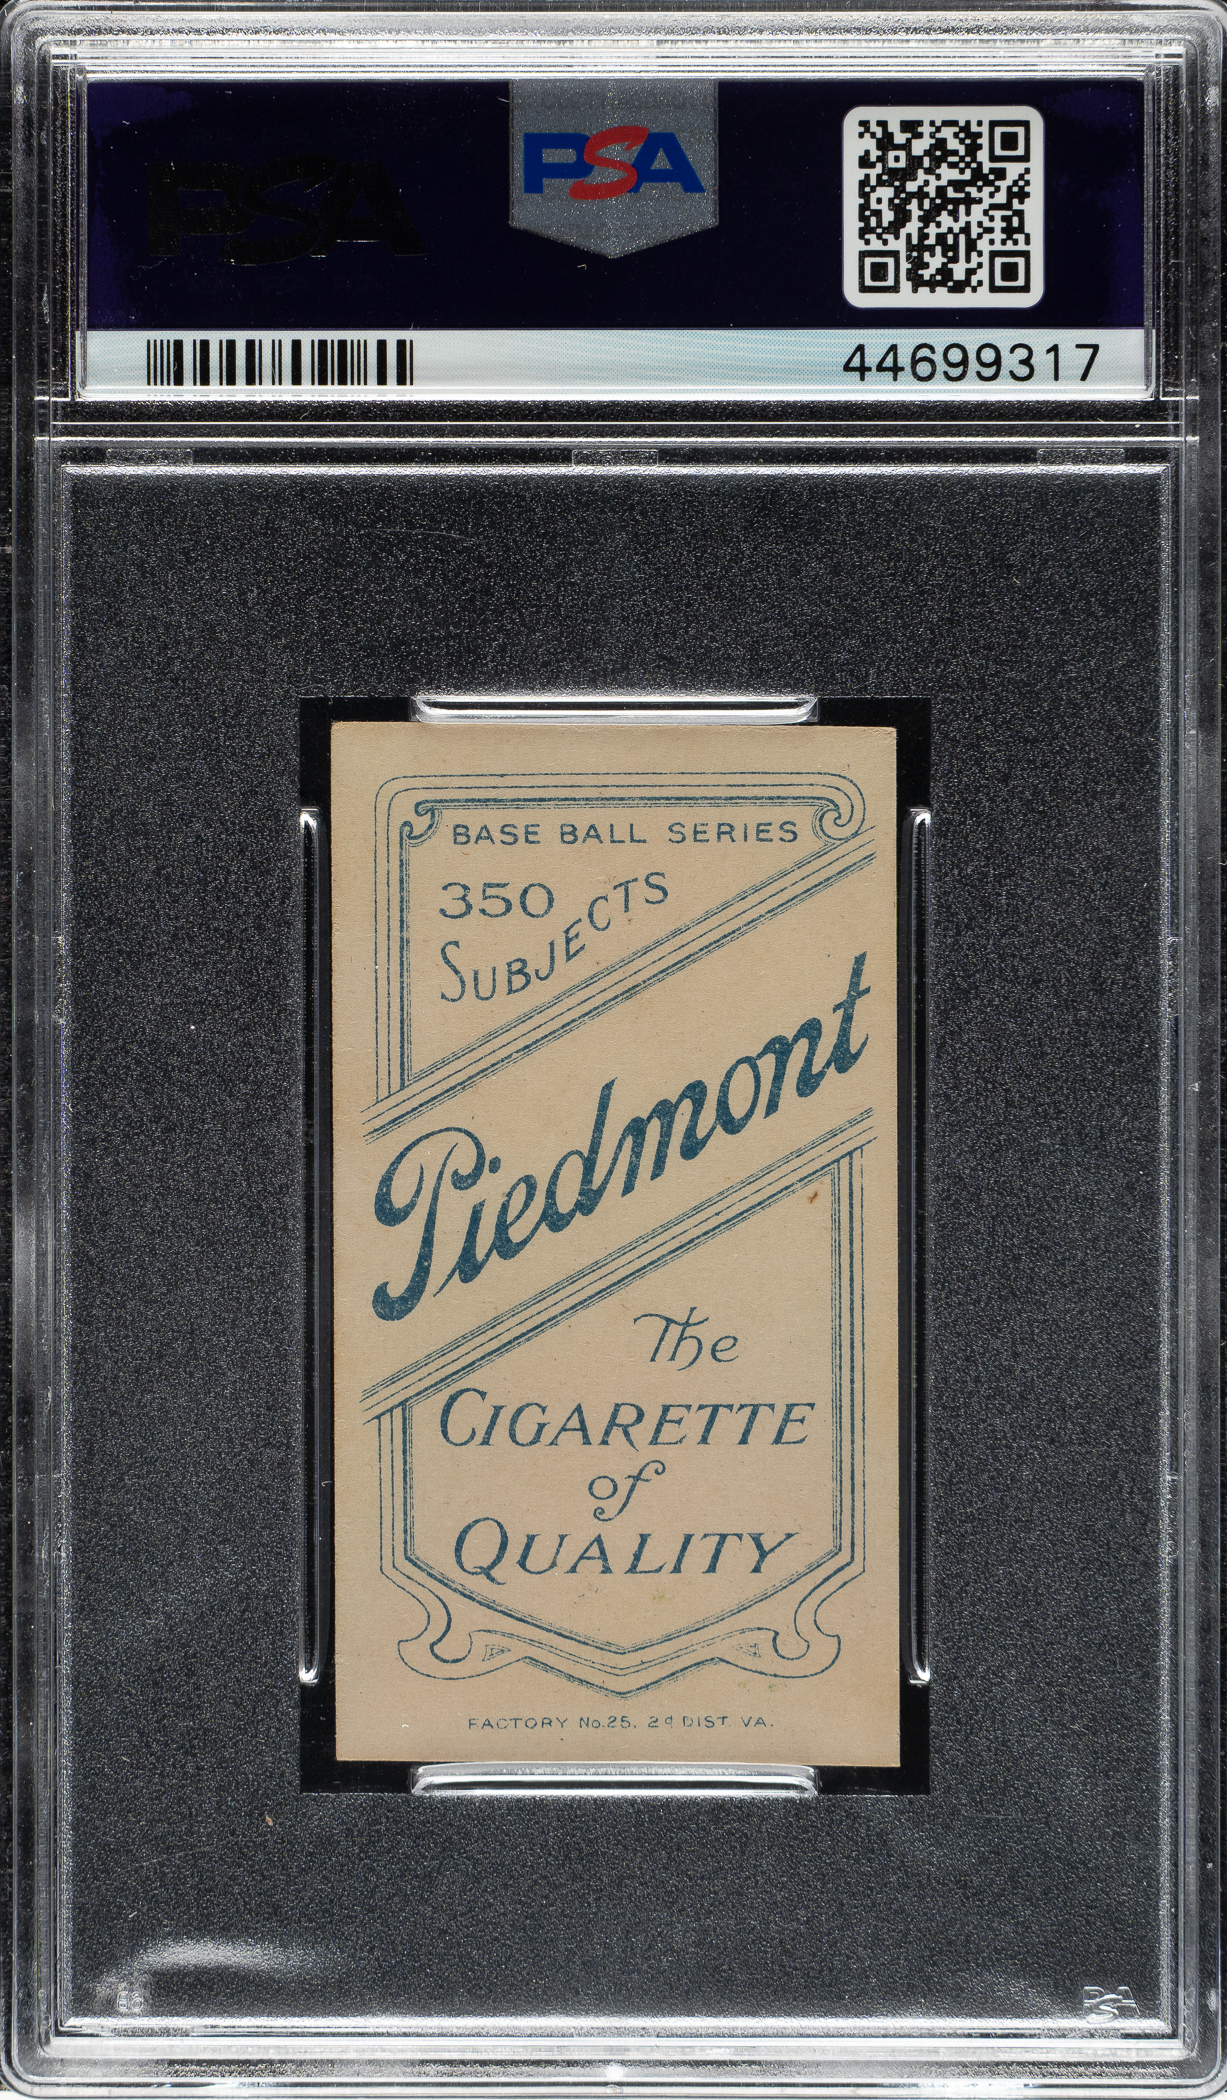 PSA
PSA
44699317
BASE BALL SERIES
350
SUBJECTS
Piedmont
The
CIGARETTE
of
QUALITY
FACTORY No.25. 2d DIST. VA.
PSA